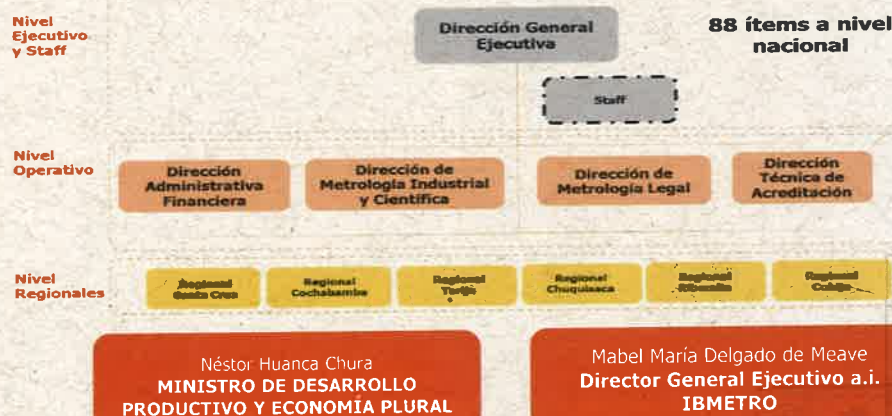 Nivel
Ejecutivo
y Staff
Dirección General
Ejecutiva
88 ítems a nivel
nacional
Staff
Nivel
Operativo
Dirección
Administrativa
Financiera
Dirección de
Metrología Industrial
y Científica
Dirección de
Metrología Legal
Dirección
Técnica de
Acreditación
Nivel
Regionales
Regional
Santa Cruz
Regional
Cochabamba
Regional
Tarija
Regional
Chuquisaca
Regional
Riberalta
Regional
Cobija
Néstor Huanca Chura
MINISTRO DE DESARROLLO
PRODUCTIVO Y ECONOMÍA PLURAL
Mabel María Delgado de Meave
Director General Ejecutivo a.i.
IBMETRO